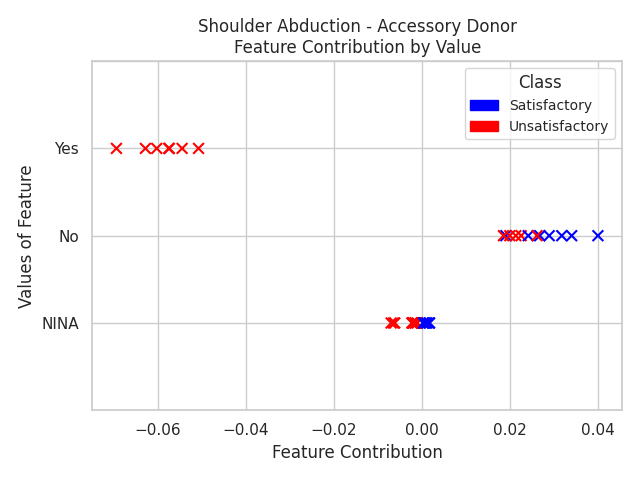 Shoulder Abduction - Accessory Donor
Feature Contribution by Value
Class
Satisfactory
Unsatisfactory
Values of Feature
Yes
No
NINA
−0.06
−0.04
−0.02
0.00
0.02
0.04
Feature Contribution